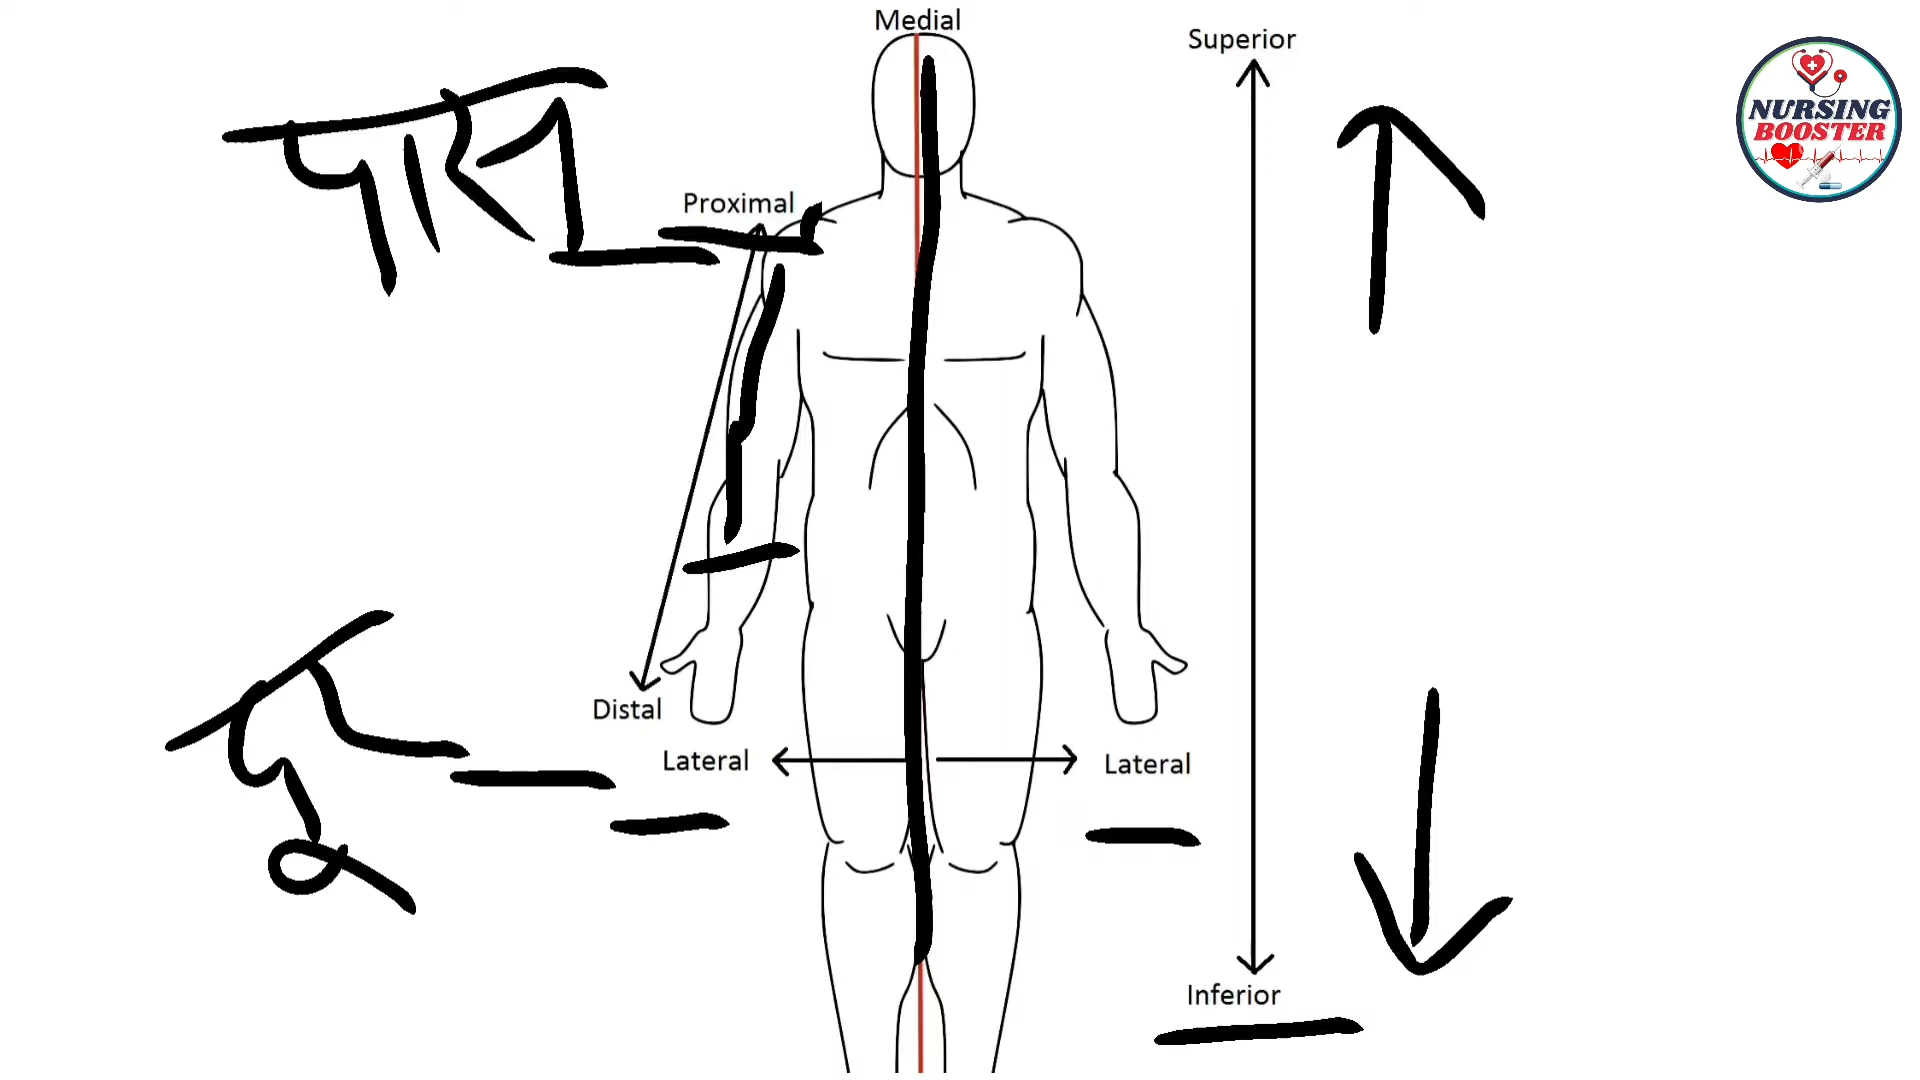 Medial
Superior
NURSING
BOOSTER
पास
Proximal
दूर
Distal
Lateral
Lateral
Inferior